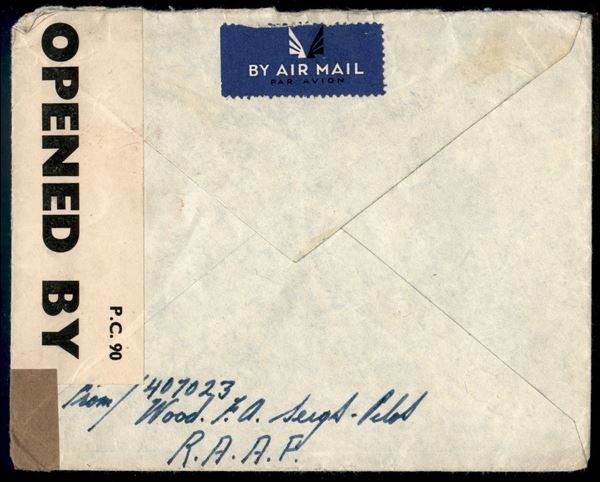 BY AIR MAIL
PAR AVION
OPENED BY
P.C. 90
From/ 407023
Wood. F. A. Sergt-Pilot
R.A.A.F.